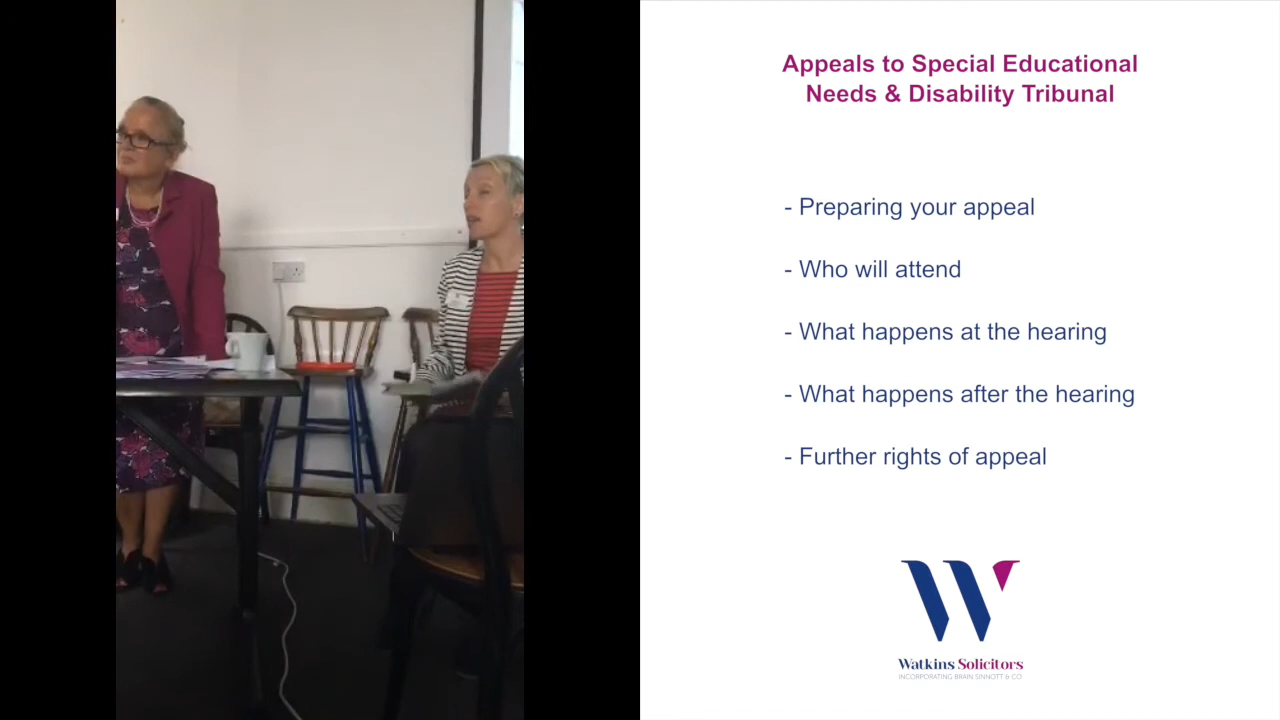 Appeals to Special Educational
Needs & Disability Tribunal
- Preparing your appeal
- Who will attend
- What happens at the hearing
- What happens after the hearing
- Further rights of appeal
W
Watkins Solicitors
INCORPORATING BRAIN SINNOTT & CO